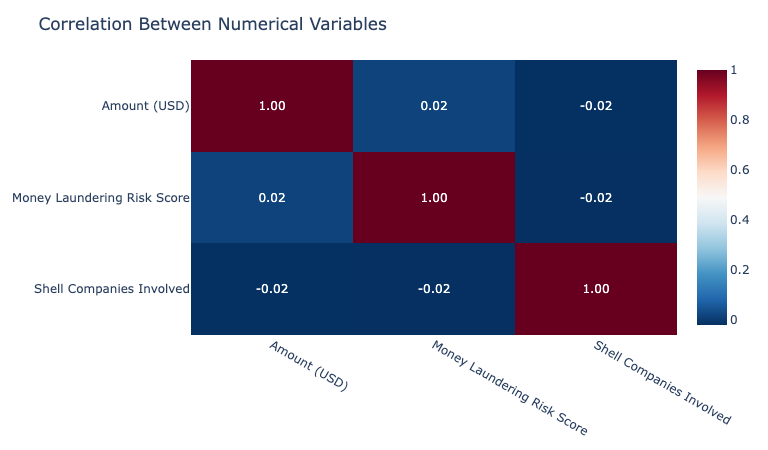 Correlation Between Numerical Variables
Amount (USD)
1.00
0.02
-0.02
Money Laundering Risk Score
0.02
1.00
-0.02
Shell Companies Involved
-0.02
-0.02
1.00
Amount (USD)
Money Laundering Risk Score
Shell Companies Involved
1
0.8
0.6
0.4
0.2
0